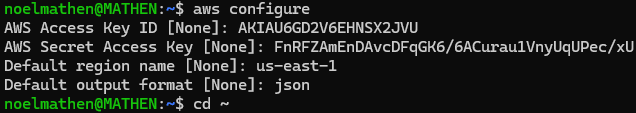 noelmathen@MATHEN:~$ aws configure
AWS Access Key ID [None]: AKIAU6GD2V6EHNSX2JVU
AWS Secret Access Key [None]: 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
Default region name [None]: us-east-1
Default output format [None]: json
noelmathen@MATHEN:~$ cd ~